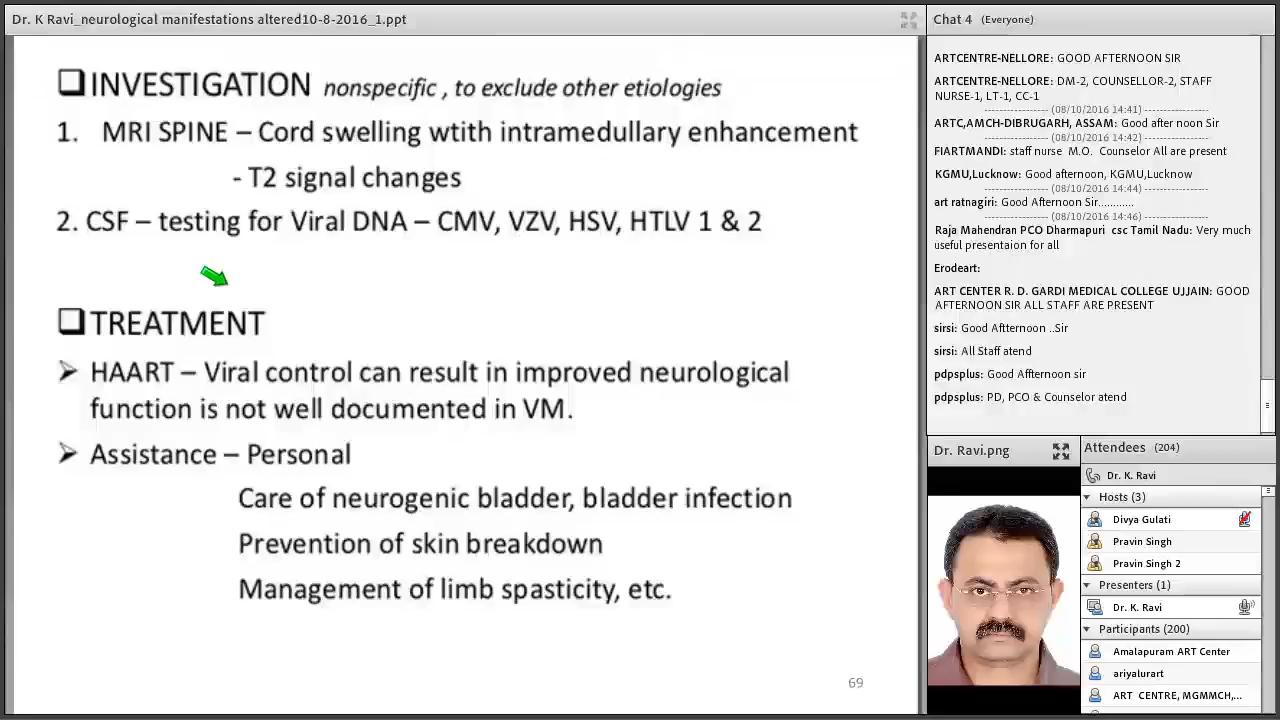 Dr. K Ravi_neurological manifestations altered10-8-2016_1.ppt
INVESTIGATION nonspecific , to exclude other etiologies
1. MRI SPINE – Cord swelling wtith intramedullary enhancement
- T2 signal changes
2. CSF – testing for Viral DNA – CMV, VZV, HSV, HTLV 1 & 2
TREATMENT
HAART – Viral control can result in improved neurological
function is not well documented in VM.
Assistance – Personal
Care of neurogenic bladder, bladder infection
Prevention of skin breakdown
Management of limb spasticity, etc.
69
Chat 4 (Everyone)
ARTCENTRE-NELLORE: GOOD AFTERNOON SIR
ARTCENTRE-NELLORE: DM-2, COUNSELLOR-2, STAFF
NURSE-1, LT-1, CC-1
(08/10/2016 14:41)
ARTC,AMCH-DIBRUGARH, ASSAM: Good after noon Sir
(08/10/2016 14:42)
FIARTMANDI: staff nurse M.O. Counselor All are present
KGMU,Lucknow: Good afternoon, KGMU,Lucknow
(08/10/2016 14:44)
art ratnagiri: Good Afternoon Sir...........
(08/10/2016 14:46)
Raja Mahendran PCO Dharmapuri csc Tamil Nadu: Very much
useful presentaion for all
Erodeart:
ART CENTER R. D. GARDI MEDICAL COLLEGE UJJAIN: GOOD
AFTERNOON SIR ALL STAFF ARE PRESENT
sirsi: Good Afternoon ..Sir
sirsi: All Staff atend
pdpsplus: Good Affernoon sir
pdpsplus: PD, PCO & Counselor atend
Dr. Ravi.png
Attendees (204)
Dr. K. Ravi
Hosts (3)
Divya Gulati
Pravin Singh
Pravin Singh 2
Presenters (1)
Dr. K. Ravi
Participants (200)
Amalapuram ART Center
ariyalurart
ART CENTRE, MGMMCH,...